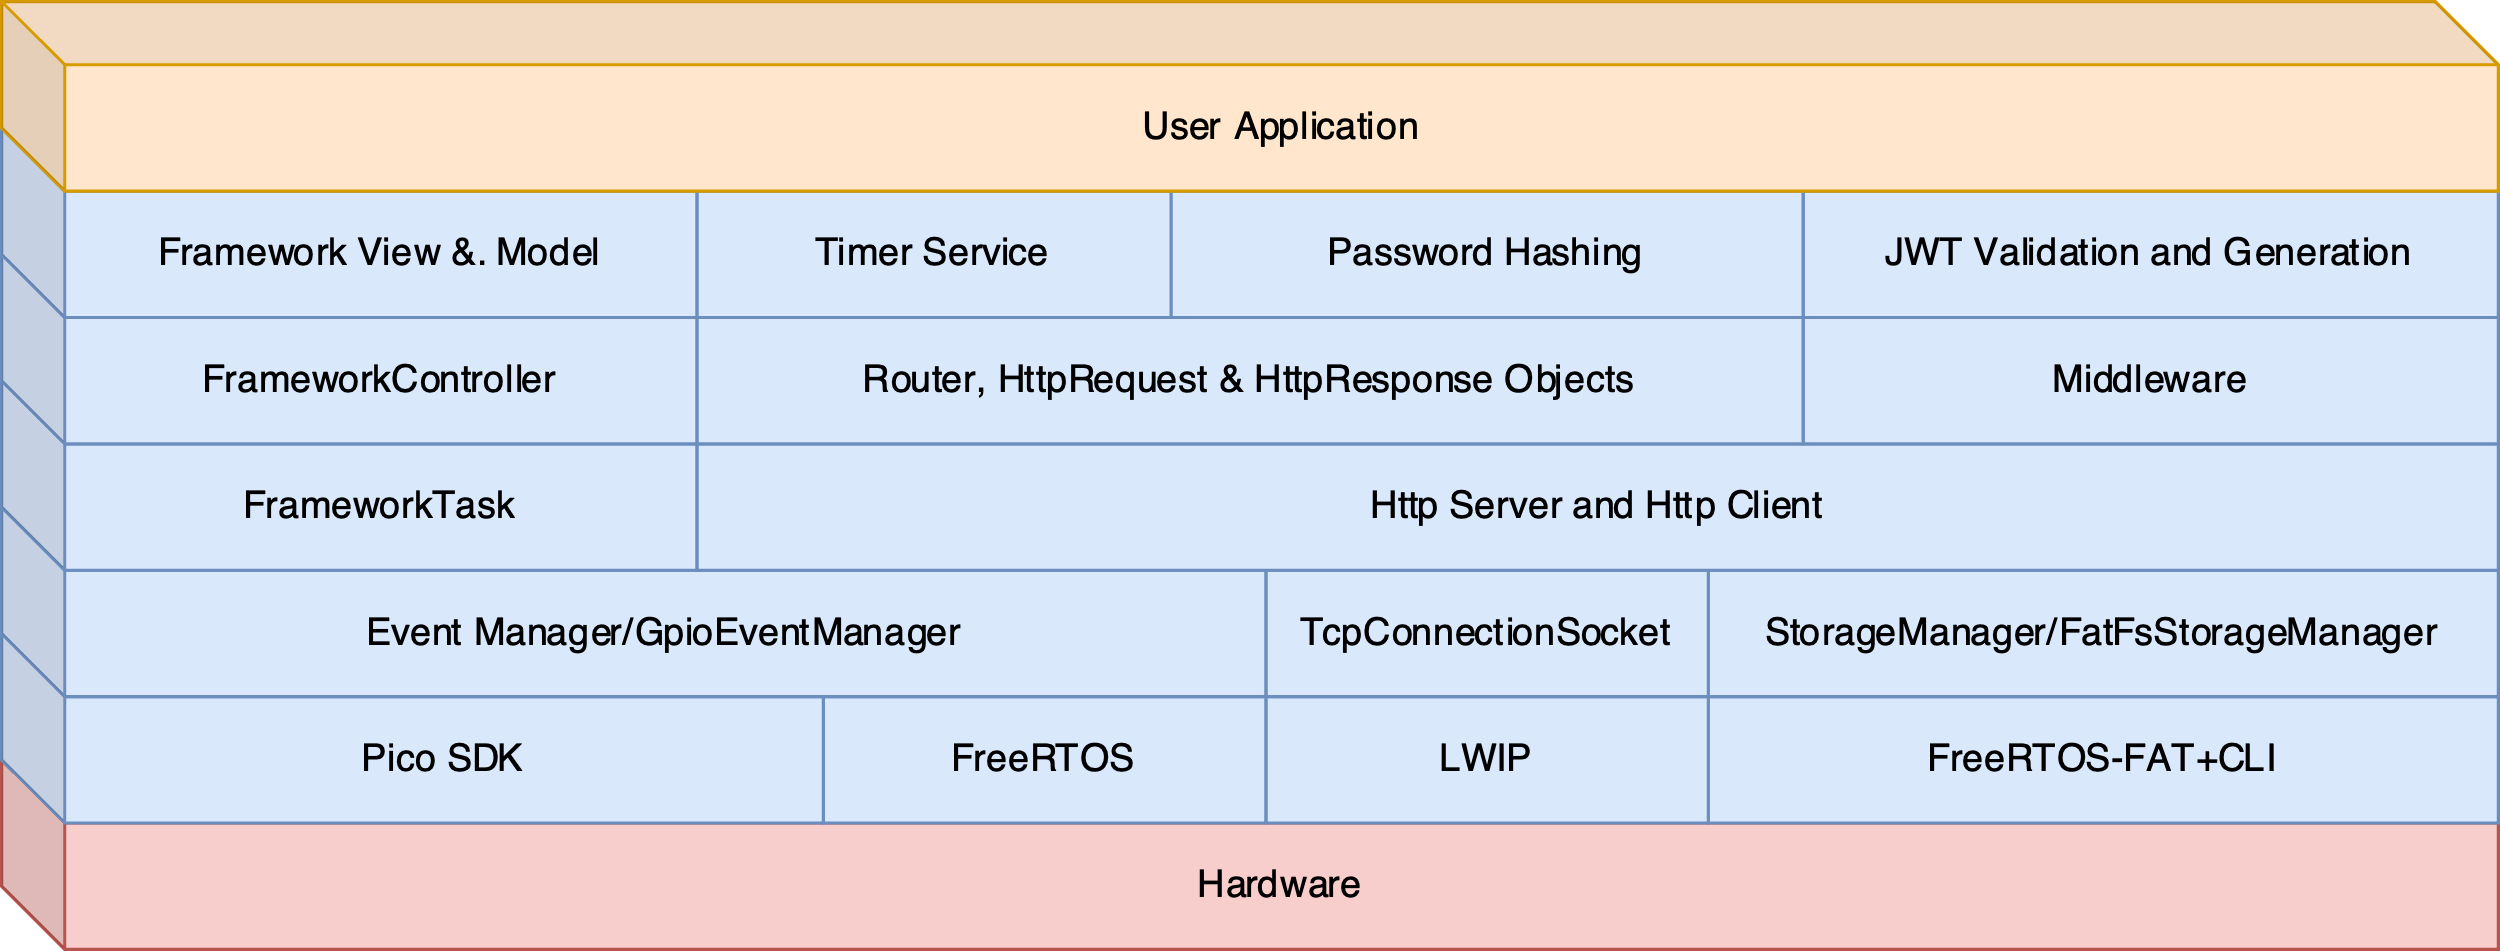 User Application
Framework View &. Model
Timer Service
Password Hashing
JWT Validation and Generation
FrameworkController
Router, HttpRequest & HttpResponse Objects
Middleware
FrameworkTask
Http Server and Http Client
Event Manager/GpioEventManager
TcpConnectionSocket
StorageManager/FatFsStorageManager
Pico SDK
FreeRTOS
LWIP
FreeRTOS-FAT+CLI
Hardware